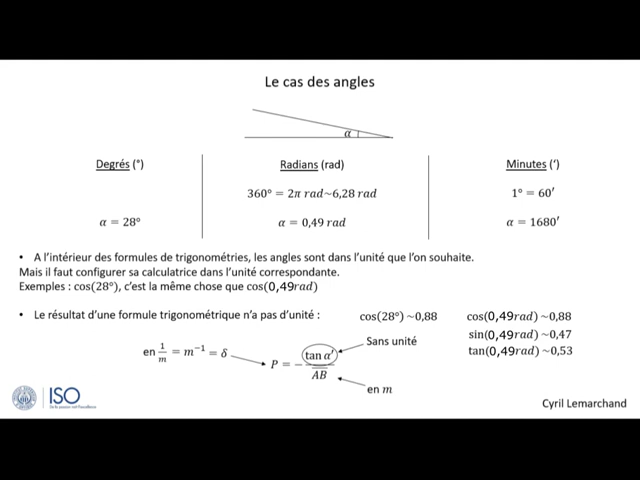 Le cas des angles
α
Degrés (°) Radians (rad) Minutes (‘)
360° = 2π rad~6,28 rad 1° = 60′
α = 28° α = 0,49 rad α = 1680′
• A l’intérieur des formules de trigonométries, les angles sont dans l’unité que l’on souhaite.
Mais il faut configurer sa calculatrice dans l’unité correspondante.
Exemples : cos(28°), c’est la même chose que cos(0,49rad)
• Le résultat d’une formule trigonométrique n’a pas d’unité : cos(28°) ~0,88 cos(0,49rad) ~0,88
sin(0,49rad) ~0,47
tan(0,49rad) ~0,53
Sans unité
en 1/m = m⁻¹ = δ P = − tan α′ / AB
en m
ISO
Cyril Lemarchand